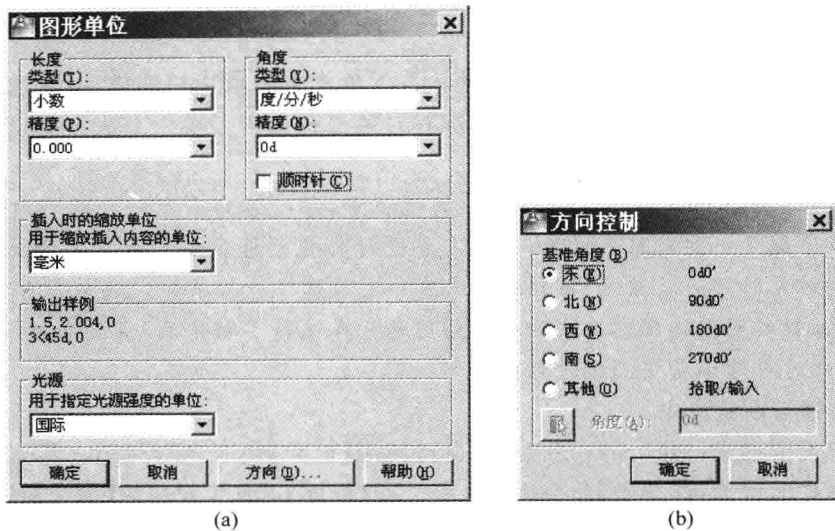 图形单位
长度
类型(T):
小数
精度(P):
0.000
角度
类型(Y):
度/分/秒
精度(N):
0d
顺时针(C)
插入时的缩放单位
用于缩放插入内容的单位:
毫米
输出样例
1.5,2.004,0
3<45d,0
光源
用于指定光源强度的单位:
国际
确定 取消 方向(D)... 帮助(H)
(a)
方向控制
基准角度(B)
东(E) 0d0'
北(N) 90d0'
西(W) 180d0'
南(S) 270d0'
其他(O) 拾取/输入
角度(A): 0d
确定 取消
(b)